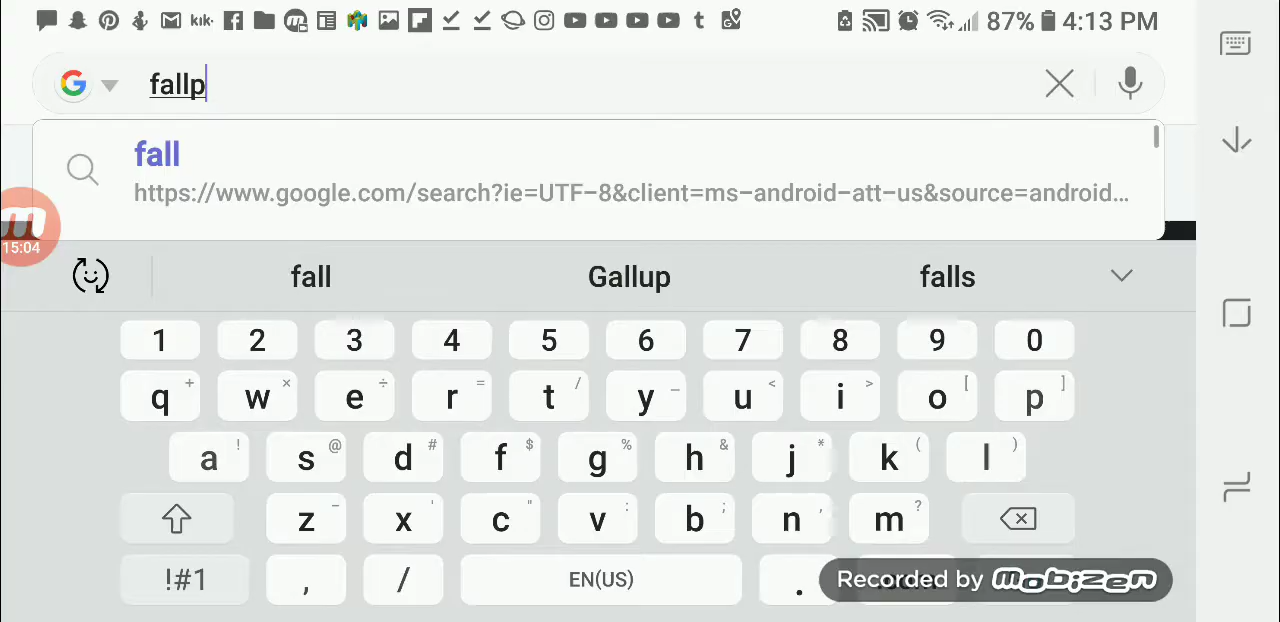 kik. t 87% 4:13 PM
G fallp
fall
https://www.google.com/search?ie=UTF-8&client=ms-android-att-us&source=android...
15:04
fall Gallup falls
1 2 3 4 5 6 7 8 9 0
q + w × e ÷ r = t / y _ u < i > o [ p ]
a ! s @ d # f $ g % h & j * k ( l )
z - x ' c " v : b ; n , m ?
!#1 , / EN(US) .
Recorded by mobizen